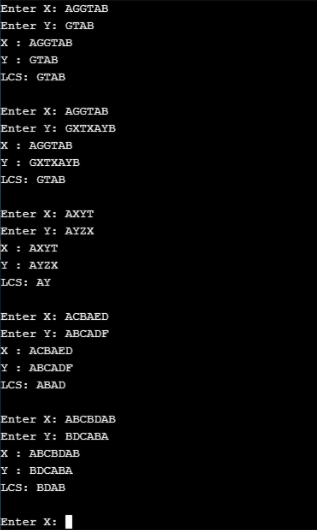 Enter X: AGGTAB
Enter Y: GTAB
X : AGGTAB
Y : GTAB
LCS: GTAB
Enter X: AGGTAB
Enter Y: GXTXAYB
X : AGGTAB
Y : GXTXAYB
LCS: GTAB
Enter X: AXYT
Enter Y: AYZX
X : AXYT
Y : AYZX
LCS: AY
Enter X: ACBAED
Enter Y: ABCADF
X : ACBAED
Y : ABCADF
LCS: ABAD
Enter X: ABCBDAB
Enter Y: BDCABA
X : ABCBDAB
Y : BDCABA
LCS: BDAB
Enter X: